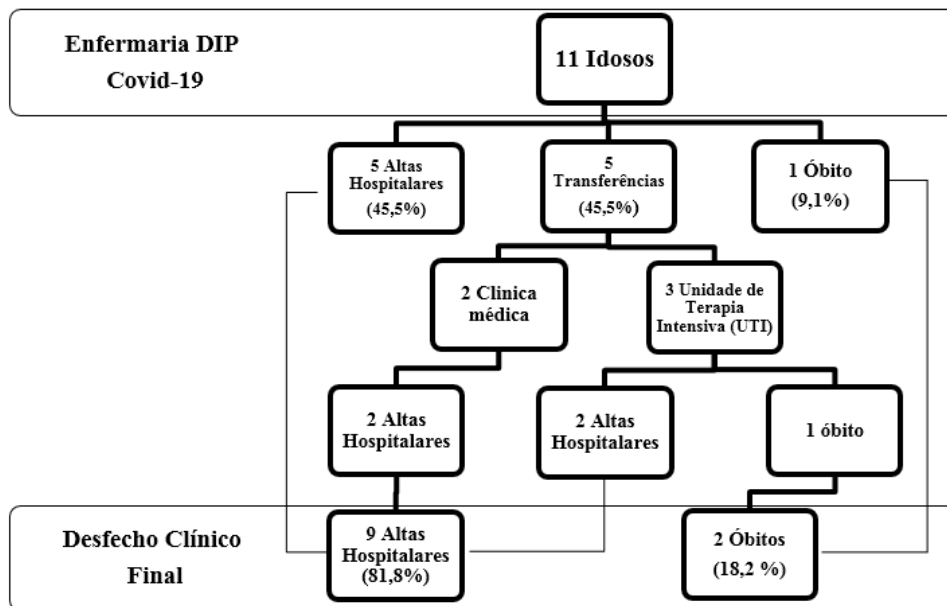 Enfermaria DIP
Covid-19
11 Idosos
5 Altas
Hospitalares
(45,5%)
5
Transferências
(45,5%)
1 Óbito
(9,1%)
2 Clinica
médica
3 Unidade de
Terapia
Intensiva (UTI)
2 Altas
Hospitalares
2 Altas
Hospitalares
1 óbito
Desfecho Clínico
Final
9 Altas
Hospitalares
(81,8%)
2 Óbitos
(18,2 %)